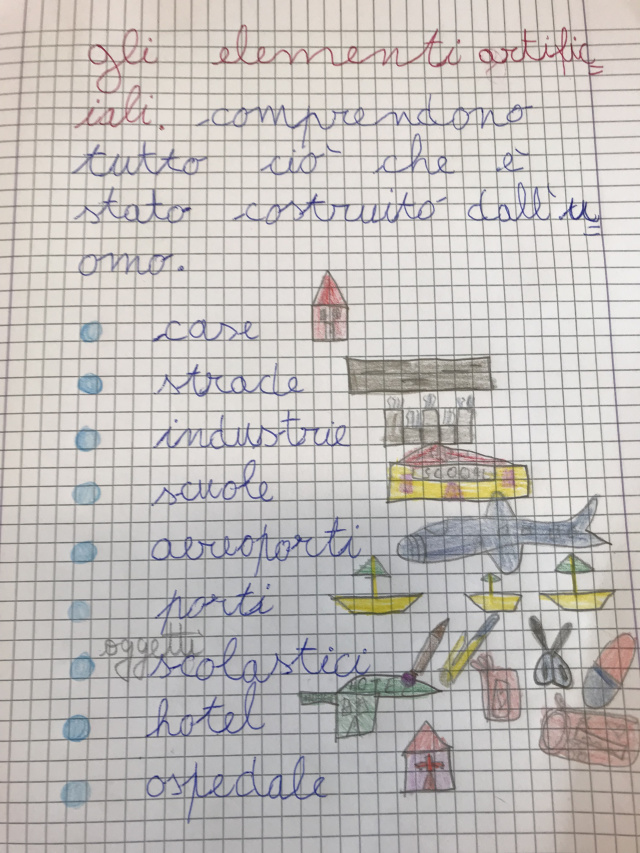 gli elementi artific
iali. comprendono
tutto ciò che è
stato costruito dall'u
omo.
case
strade
industrie
scuole
aereoporti
porti
oggetti scolastici
HOTEL
hotel
ospedale